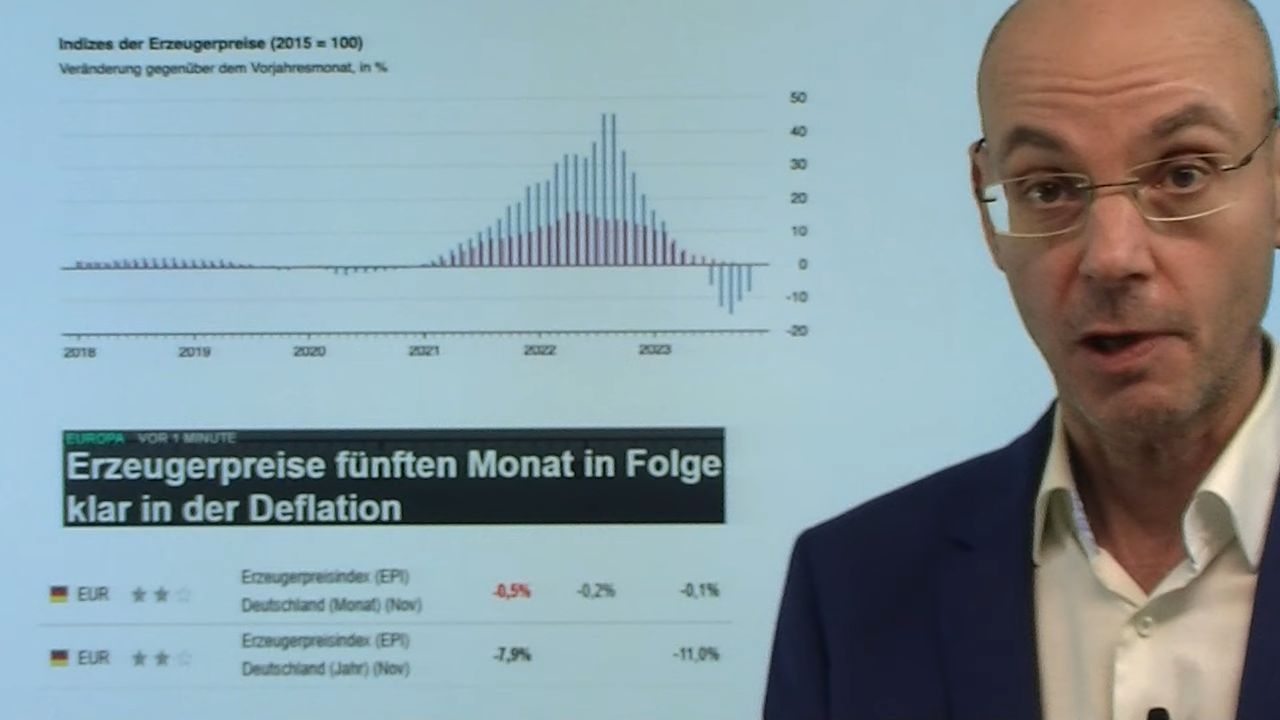 Indizes der Erzeugerpreise (2015 = 100)
Veränderung gegenüber dem Vorjahresmonat, in %
50
40
30
20
10
0
-10
-20
2018 2019 2020 2021 2022 2023
EUROPA VOR 1 MINUTE
Erzeugerpreise fünften Monat in Folge
klar in der Deflation
Erzeugerpreisindex (EPI)
EUR -0,5% -0,2% -0,1%
Deutschland (Monat) (Nov)
Erzeugerpreisindex (EPI)
EUR -7,9% -11,0%
Deutschland (Jahr) (Nov)